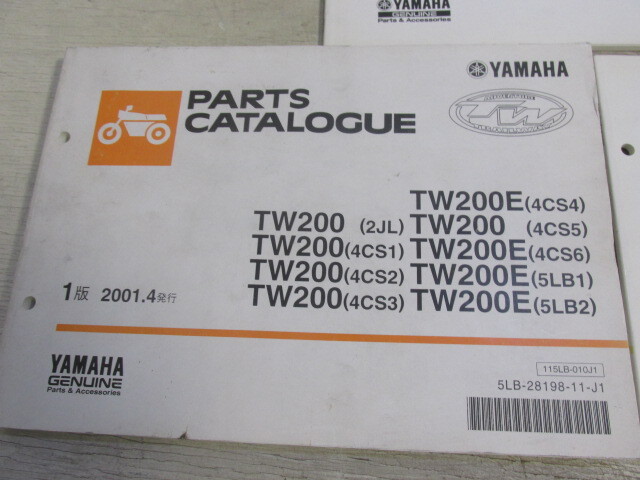 YAMAHA
GENUINE
Parts & Accessories
PARTS
CATALOGUE
YAMAHA
TW
TW200E(4CS4)
TW200 (2JL) TW200 (4CS5)
TW200(4CS1) TW200E(4CS6)
TW200(4CS2) TW200E(5LB1)
TW200(4CS3) TW200E(5LB2)
1版 2001.4発行
YAMAHA
GENUINE
Parts & Accessories
115LB-010J1
5LB-28198-11-J1